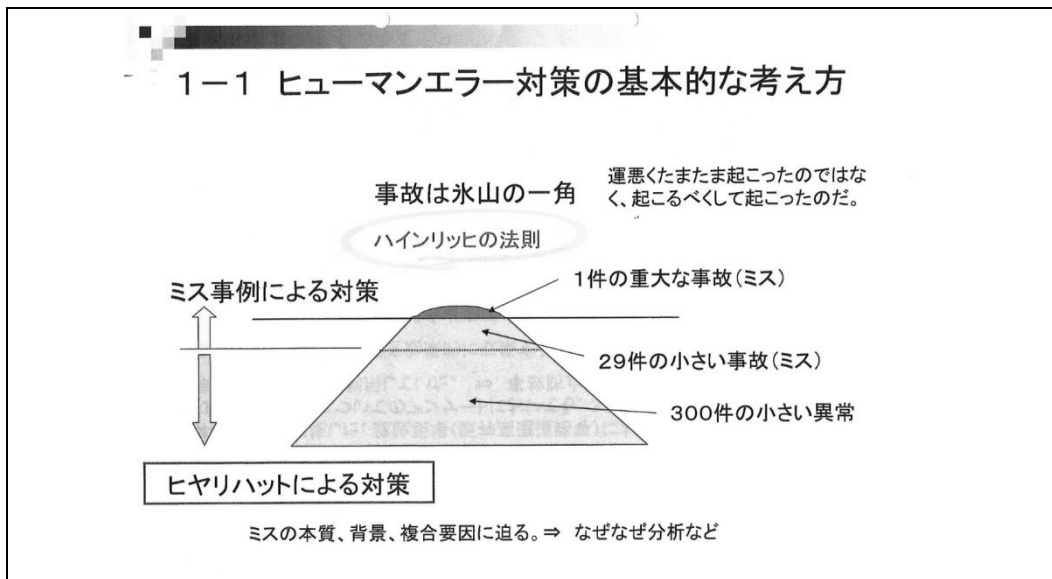 1-1 ヒューマンエラー対策の基本的な考え方
事故は氷山の一角
運悪くたまたま起こったのではな
く、起こるべくして起こったのだ。
ハインリッヒの法則
1件の重大な事故(ミス)
ミス事例による対策
29件の小さい事故(ミス)
300件の小さい異常
ヒヤリハットによる対策
ミスの本質、背景、複合要因に迫る。⇒ なぜなぜ分析など